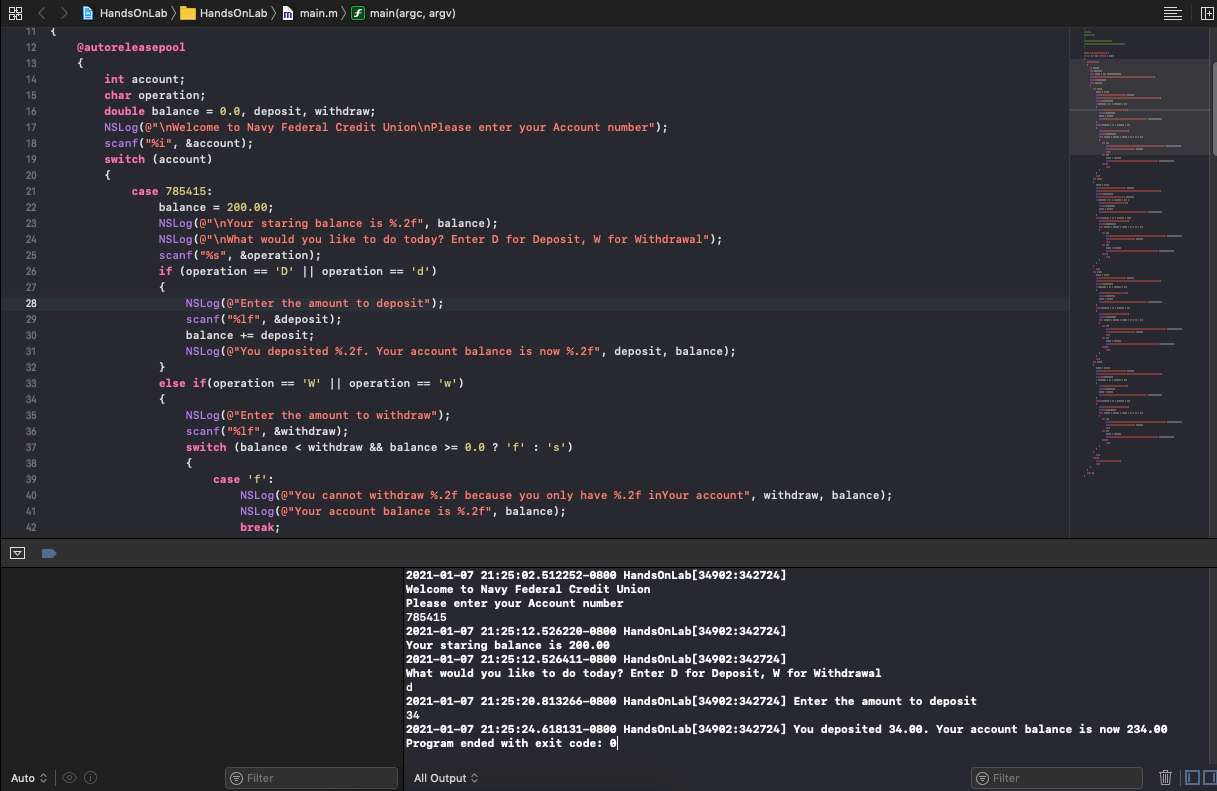 HandsOnLab HandsOnLab main.m main(argc, argv)
11 {
12 @autoreleasepool
13 {
14 int account;
15 char operation;
16 double balance = 0.0, deposit, withdraw;
17 NSLog(@"\nWelcome to Navy Federal Credit Union\nPlease enter your Account number");
18 scanf("%i", &account);
19 switch (account)
20 {
21 case 785415:
22 balance = 200.00;
23 NSLog(@"\nYour staring balance is %.2f", balance);
24 NSLog(@"\nWhat would you like to do today? Enter D for Deposit, W for Withdrawal");
25 scanf("%s", &operation);
26 if (operation == 'D' || operation == 'd')
27 {
28 NSLog(@"Enter the amount to deposit");
29 scanf("%lf", &deposit);
30 balance += deposit;
31 NSLog(@"You deposited %.2f. Your account balance is now %.2f", deposit, balance);
32 }
33 else if(operation == 'W' || operation == 'w')
34 {
35 NSLog(@"Enter the amount to withdraw");
36 scanf("%lf", &withdraw);
37 switch (balance < withdraw && balance >= 0.0 ? 'f' : 's')
38 {
39 case 'f':
40 NSLog(@"You cannot withdraw %.2f because you only have %.2f inYour account", withdraw, balance);
41 NSLog(@"Your account balance is %.2f", balance);
42 break;
2021-01-07 21:25:02.512252-0800 HandsOnLab[34902:342724]
Welcome to Navy Federal Credit Union
Please enter your Account number
785415
2021-01-07 21:25:12.526220-0800 HandsOnLab[34902:342724]
Your staring balance is 200.00
2021-01-07 21:25:12.526411-0800 HandsOnLab[34902:342724]
What would you like to do today? Enter D for Deposit, W for Withdrawal
d
2021-01-07 21:25:20.813266-0800 HandsOnLab[34902:342724] Enter the amount to deposit
34
2021-01-07 21:25:24.618131-0800 HandsOnLab[34902:342724] You deposited 34.00. Your account balance is now 234.00
Program ended with exit code: 0
Auto Filter All Output Filter